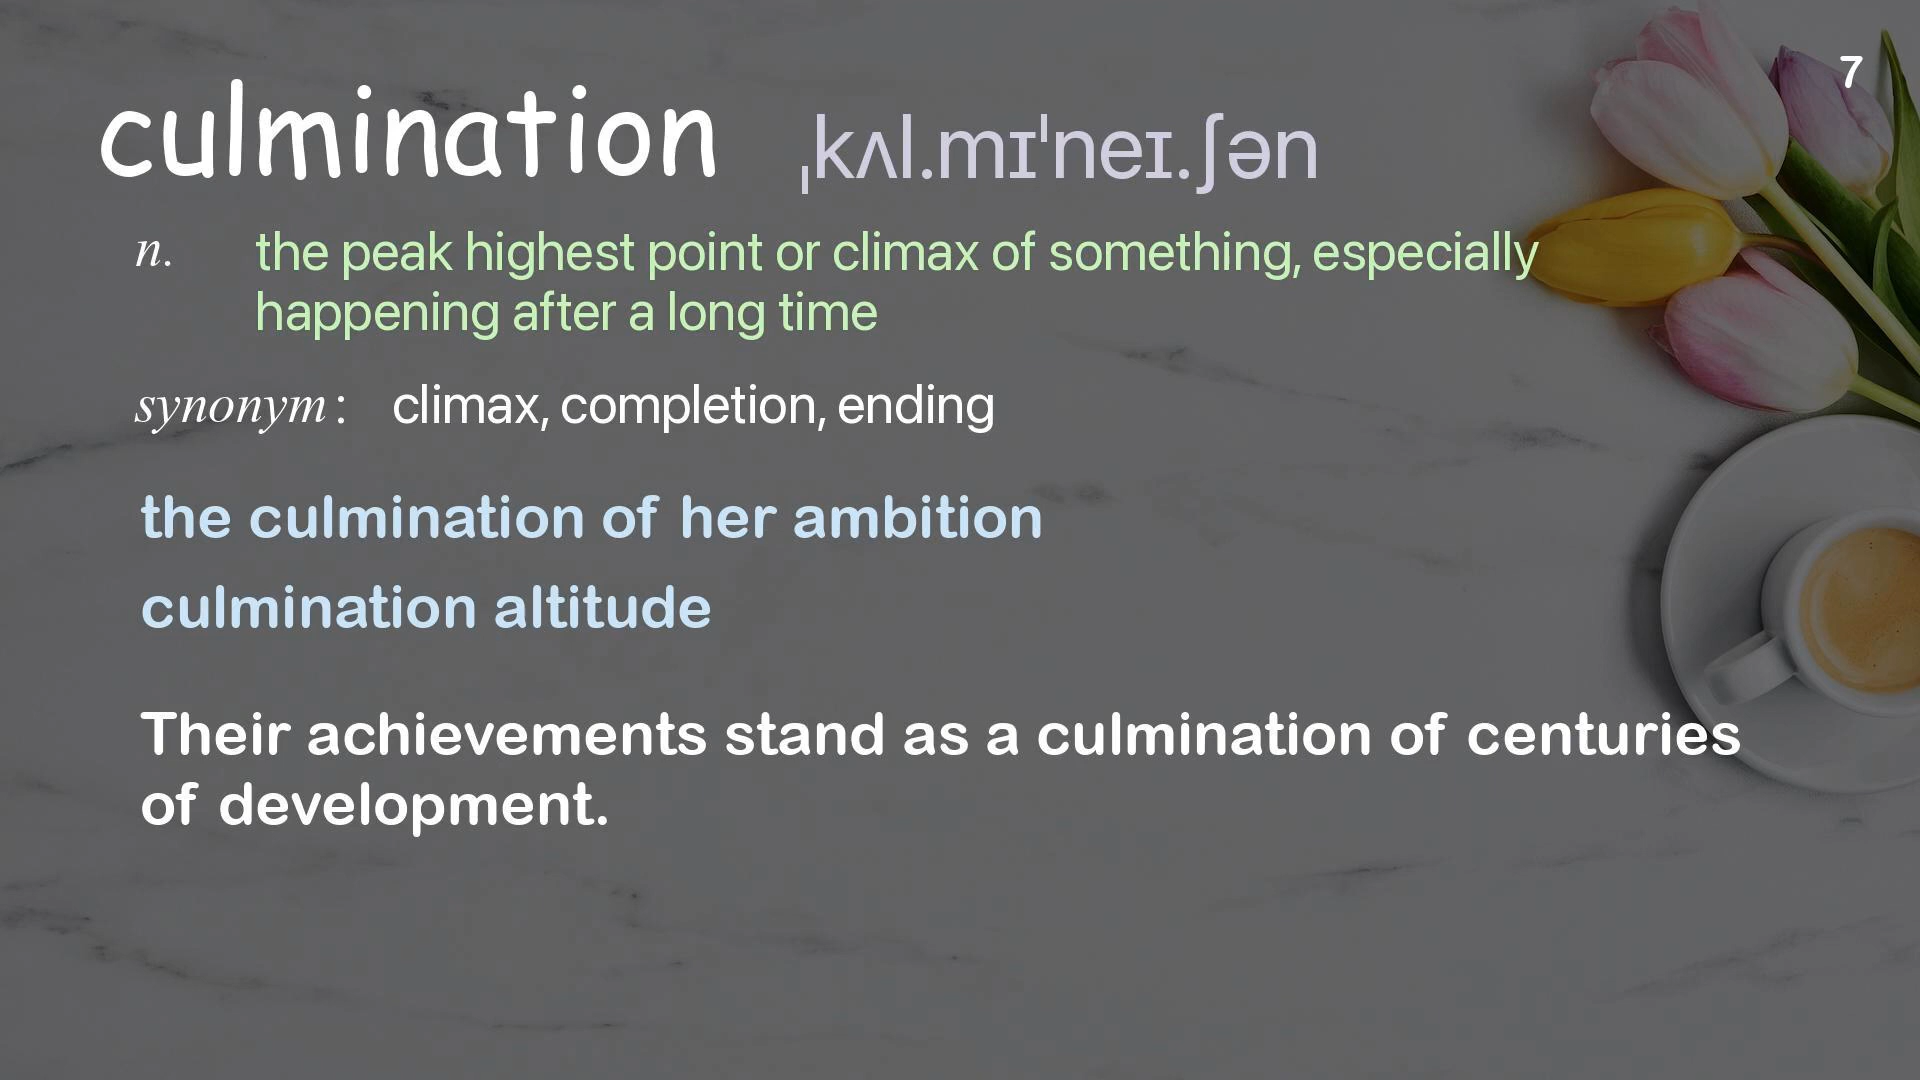 7
culmination ˌkʌl.mɪˈneɪ.ʃən
n. the peak highest point or climax of something, especially
happening after a long time
synonym: climax, completion, ending
the culmination of her ambition
culmination altitude
Their achievements stand as a culmination of centuries
of development.